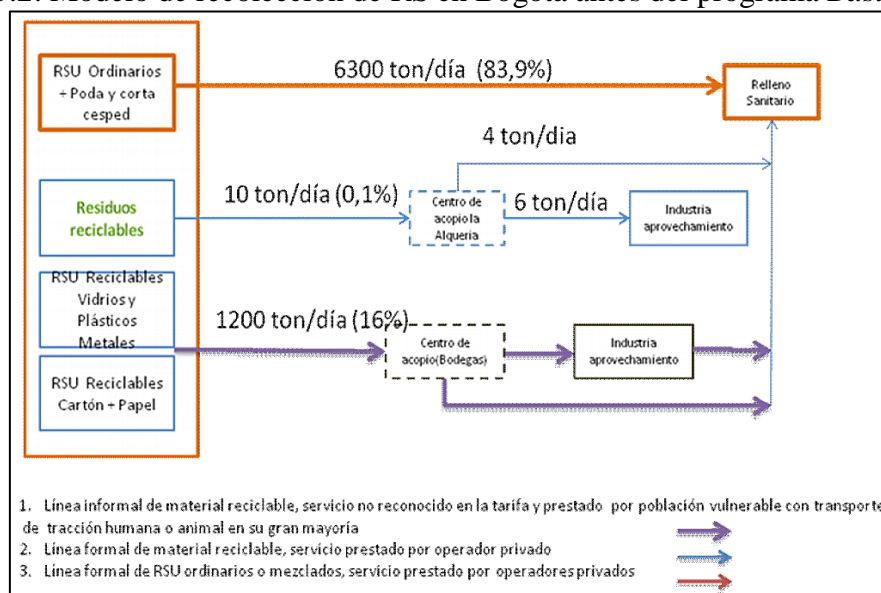 RSU Ordinarios
+ Poda y corta
cesped
6300 ton/día (83,9%)
Relleno
Sanitario
4 ton/dia
Residuos
reciclables
10 ton/día (0,1%)
Centro de
acopio la
Alqueria
6 ton/día
Industria
aprovechamiento
RSU Reciclables
Vidrios y
Plásticos
Metales
1200 ton/día (16%)
Centro de
acopio(Bodegas)
Industria
aprovechamiento
RSU Reciclables
Cartón + Papel
1. Línea informal de material reciclable, servicio no reconocido en la tarifa y prestado por población vulnerable con transporte
de tracción humana o animal en su gran mayoría
2. Línea formal de material reciclable, servicio prestado por operador privado
3. Línea formal de RSU ordinarios o mezclados, servicio prestado por operadores privados